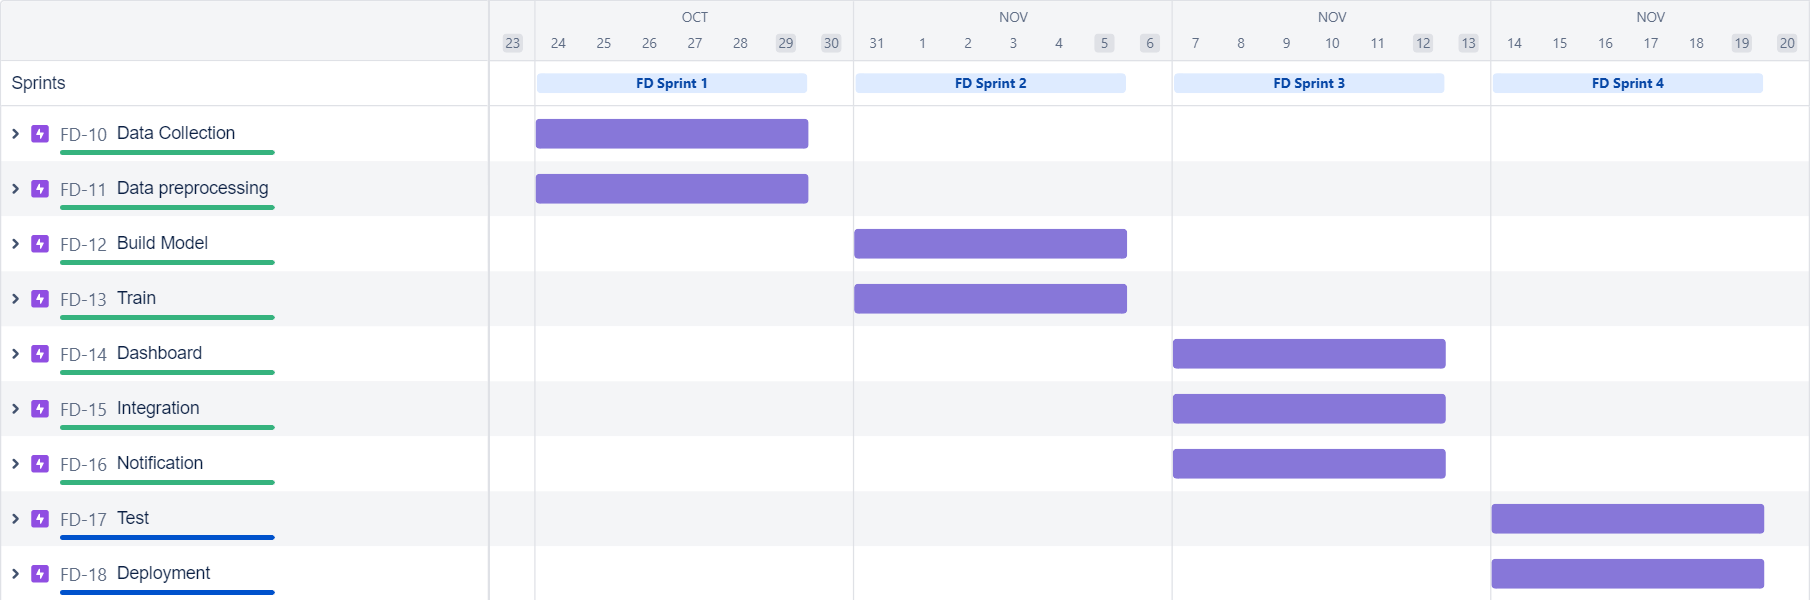 OCT NOV NOV NOV
23 24 25 26 27 28 29 30 31 1 2 3 4 5 6 7 8 9 10 11 12 13 14 15 16 17 18 19 20
Sprints FD Sprint 1 FD Sprint 2 FD Sprint 3 FD Sprint 4
FD-10 Data Collection
FD-11 Data preprocessing
FD-12 Build Model
FD-13 Train
FD-14 Dashboard
FD-15 Integration
FD-16 Notification
FD-17 Test
FD-18 Deployment